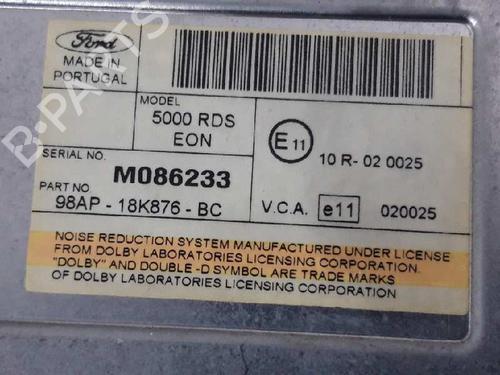 Ford
MADE IN
PORTUGAL
MODEL
5000 RDS
EON
SERIAL NO.
M086233
PART NO
98AP - 18K876 - BC
E 11
10 R- 02 0025
V.C.A. e11 020025
NOISE REDUCTION SYSTEM MANUFACTURED UNDER LICENSE
FROM DOLBY LABORATORIES LICENSING CORPORATION.
"DOLBY" AND DOUBLE -D SYMBOL ARE TRADE MARKS
OF DOLBY LABORATORIES LICENSING CORPORATION
B-PARTS